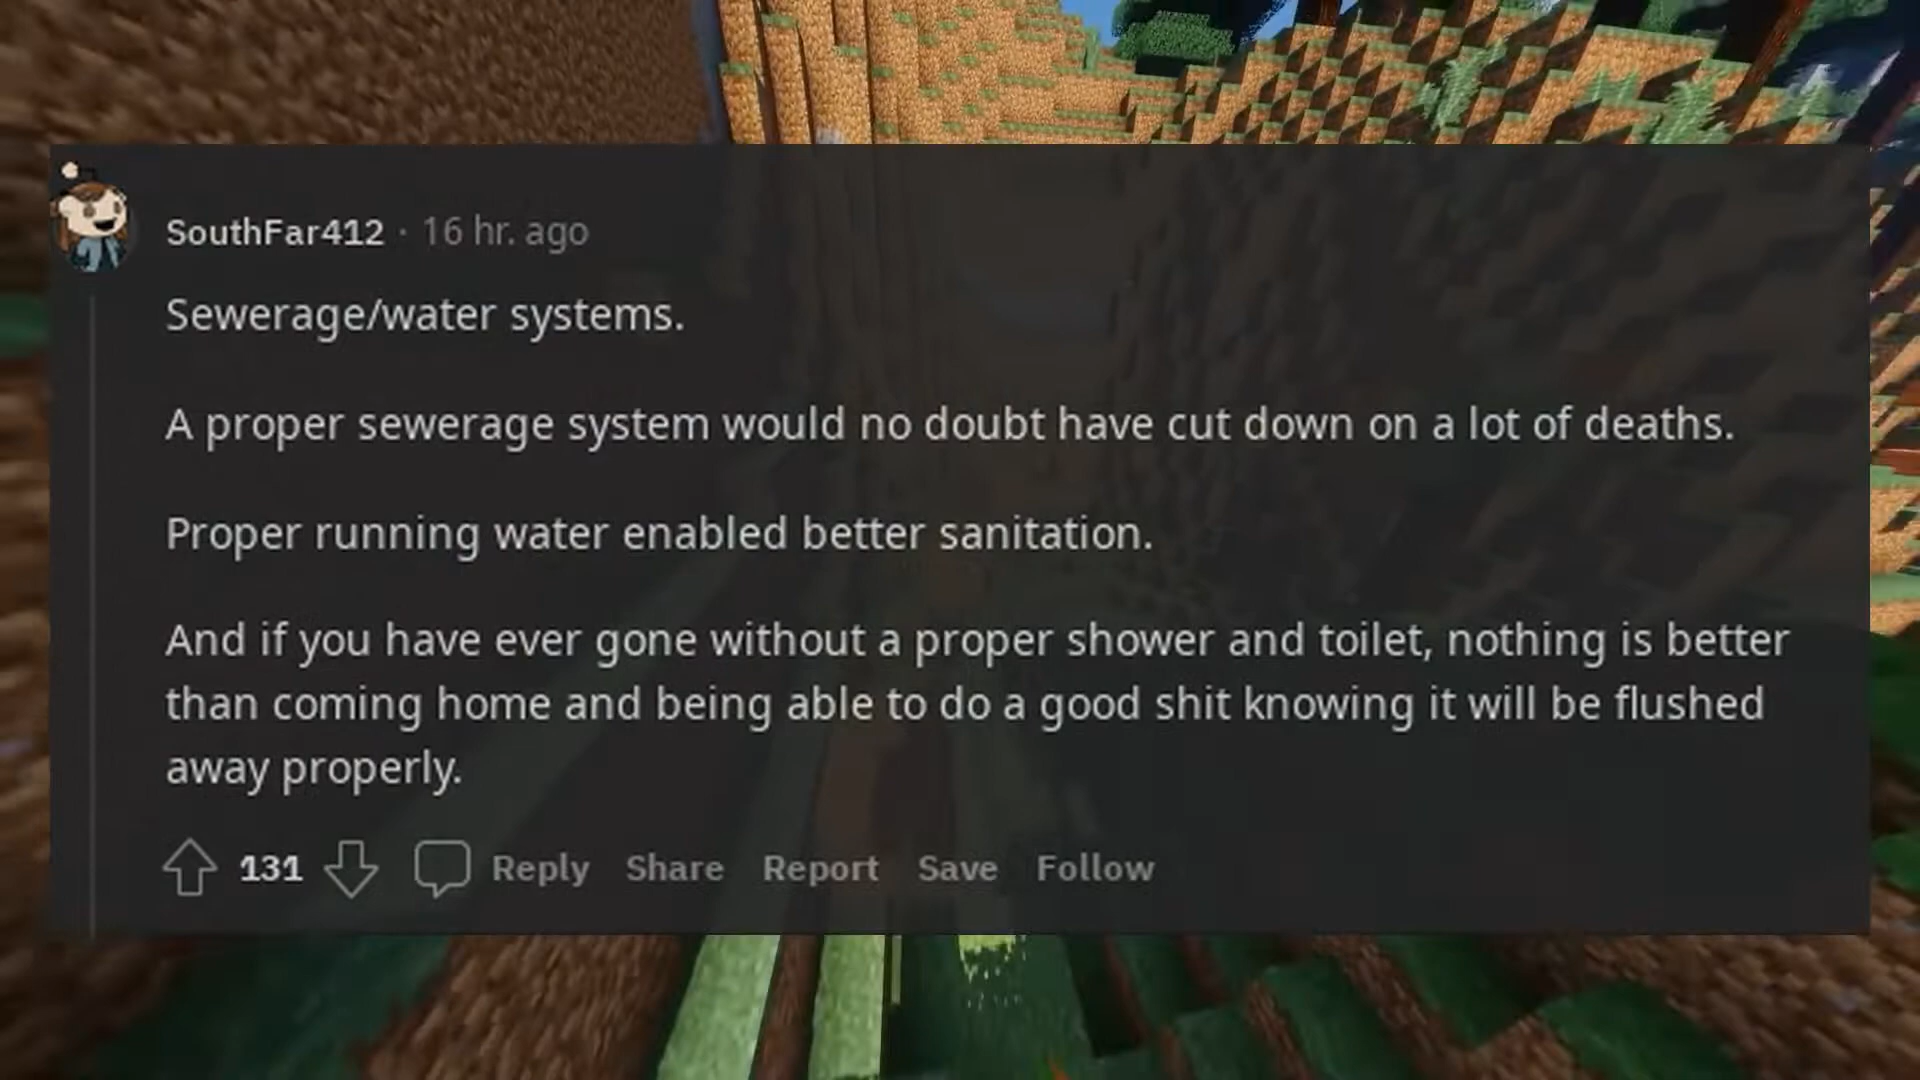 SouthFar412 · 16 hr. ago
Sewerage/water systems.
A proper sewerage system would no doubt have cut down on a lot of deaths.
Proper running water enabled better sanitation.
And if you have ever gone without a proper shower and toilet, nothing is better
than coming home and being able to do a good shit knowing it will be flushed
away properly.
131 Reply Share Report Save Follow